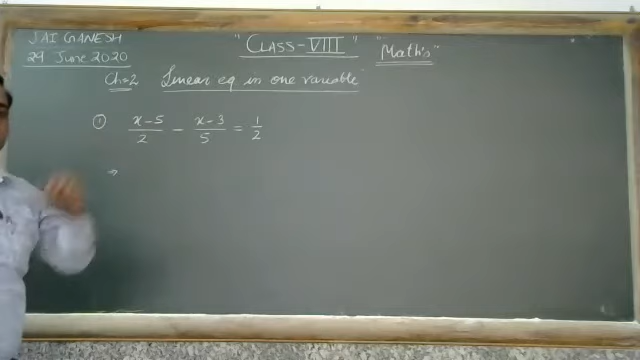 JAI GANESH
29 June 2020
"CLASS-VIII" "Math's"
Ch=2 Linear eq in one variable
① (x-5)/2 - (x-3)/5 = 1/2
⇒